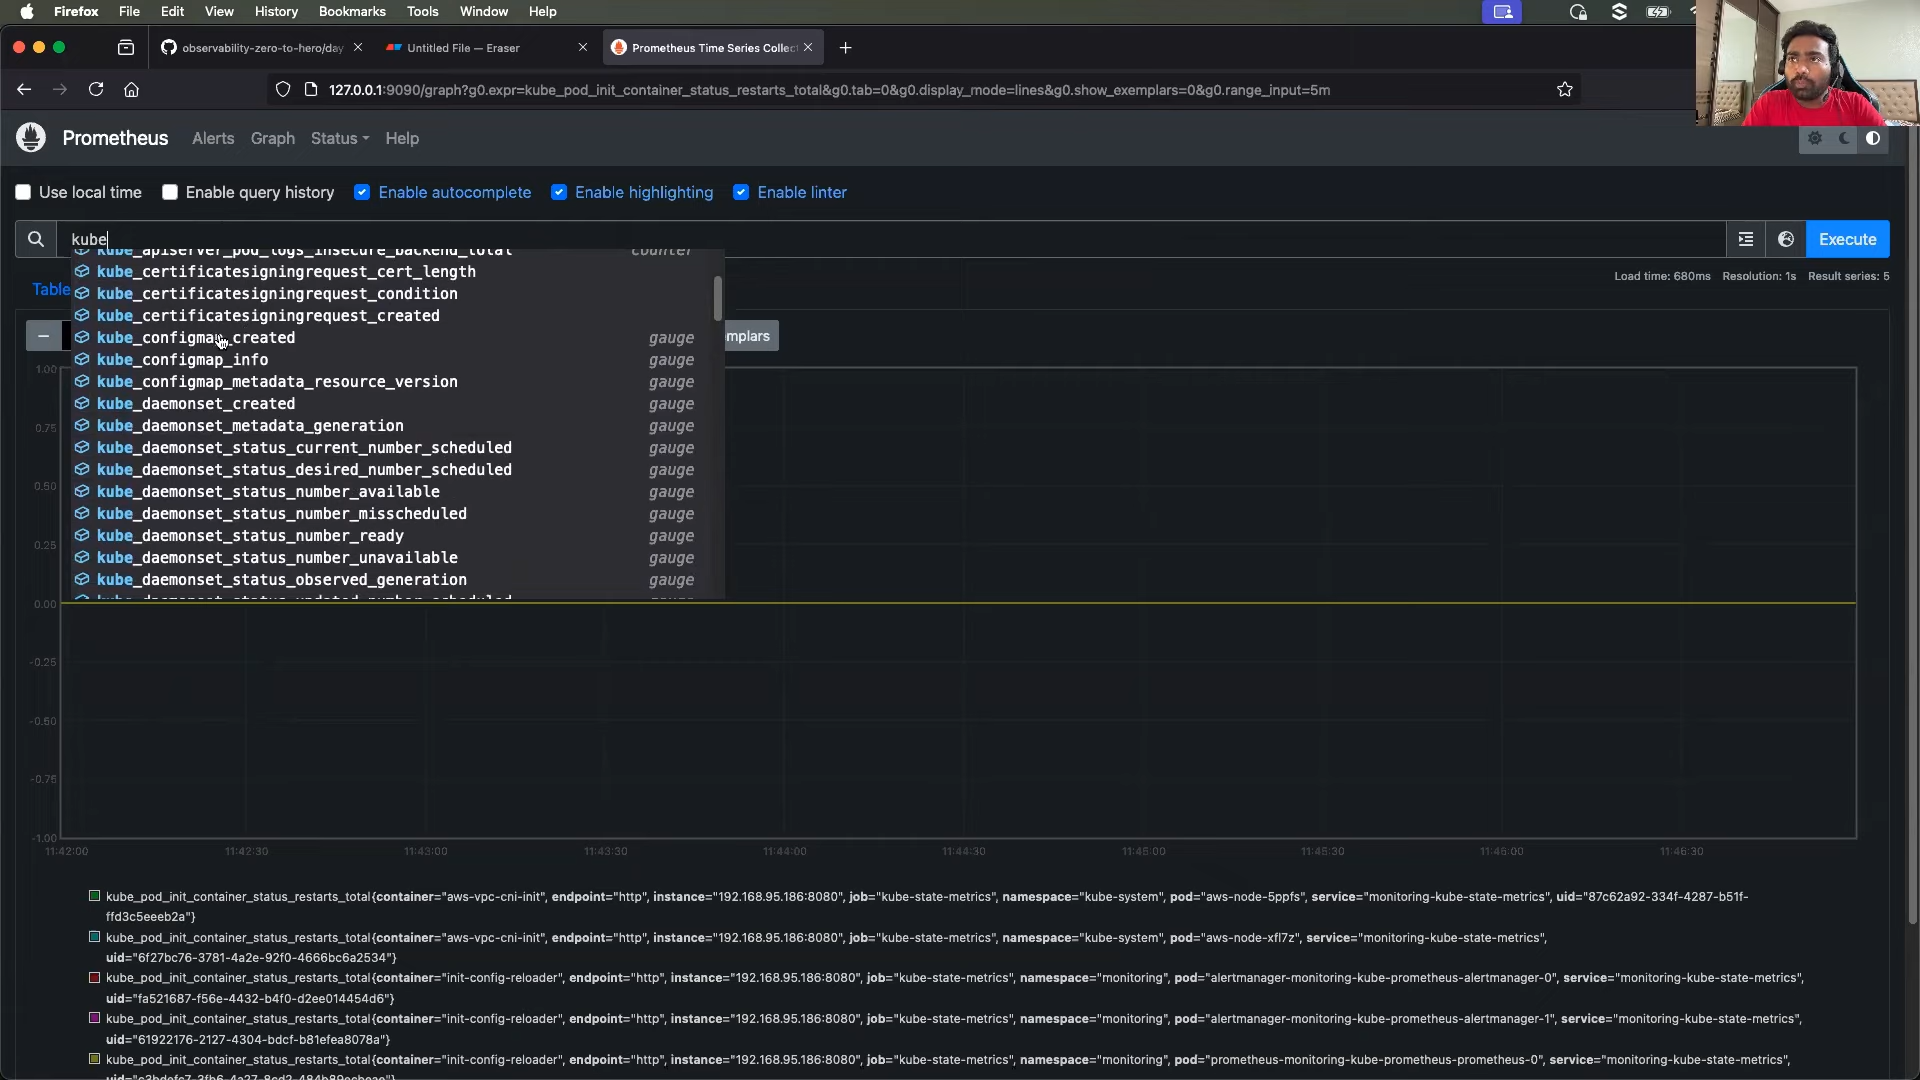 Firefox File Edit View History Bookmarks Tools Window Help
observability-zero-to-hero/day Untitled File — Eraser Prometheus Time Series Collec
127.0.0.1:9090/graph?g0.expr=kube_pod_init_container_status_restarts_total&g0.tab=0&g0.display_mode=lines&g0.show_exemplars=0&g0.range_input=5m
Prometheus Alerts Graph Status Help
Use local time Enable query history Enable autocomplete Enable highlighting Enable linter
kube Execute
kube_apiserver_pod_logs_insecure_backend_total counter
kube_certificatesigningrequest_cert_length
Load time: 680ms Resolution: 1s Result series: 5
Table
kube_certificatesigningrequest_condition
kube_certificatesigningrequest_created
kube_configmap_created gauge
mplars
kube_configmap_info gauge
kube_configmap_metadata_resource_version gauge
kube_daemonset_created gauge
kube_daemonset_metadata_generation gauge
kube_daemonset_status_current_number_scheduled gauge
kube_daemonset_status_desired_number_scheduled gauge
kube_daemonset_status_number_available gauge
kube_daemonset_status_number_misscheduled gauge
kube_daemonset_status_number_ready gauge
kube_daemonset_status_number_unavailable gauge
kube_daemonset_status_observed_generation gauge
1.00
0.75
0.50
0.25
0.00
-0.25
-0.50
-0.75
-1.00
11:42:00 11:42:30 11:43:00 11:43:30 11:44:00 11:44:30 11:45:00 11:45:30 11:46:00 11:46:30
kube_pod_init_container_status_restarts_total{container="aws-vpc-cni-init", endpoint="http", instance="192.168.95.186:8080", job="kube-state-metrics", namespace="kube-system", pod="aws-node-5ppfs", service="monitoring-kube-state-metrics", uid="87c62a92-334f-4287-b51f-
ffd3c5eeeb2a"}
kube_pod_init_container_status_restarts_total{container="aws-vpc-cni-init", endpoint="http", instance="192.168.95.186:8080", job="kube-state-metrics", namespace="kube-system", pod="aws-node-xfl7z", service="monitoring-kube-state-metrics",
uid="6f27bc76-3781-4a2e-92f0-4666bc6a2534"}
kube_pod_init_container_status_restarts_total{container="init-config-reloader", endpoint="http", instance="192.168.95.186:8080", job="kube-state-metrics", namespace="monitoring", pod="alertmanager-monitoring-kube-prometheus-alertmanager-0", service="monitoring-kube-state-metrics",
uid="fa521687-f56e-4432-b4f0-d2ee014454d6"}
kube_pod_init_container_status_restarts_total{container="init-config-reloader", endpoint="http", instance="192.168.95.186:8080", job="kube-state-metrics", namespace="monitoring", pod="alertmanager-monitoring-kube-prometheus-alertmanager-1", service="monitoring-kube-state-metrics",
uid="61922176-2127-4304-bdcf-b81efea8078a"}
kube_pod_init_container_status_restarts_total{container="init-config-reloader", endpoint="http", instance="192.168.95.186:8080", job="kube-state-metrics", namespace="monitoring", pod="prometheus-monitoring-kube-prometheus-prometheus-0", service="monitoring-kube-state-metrics",